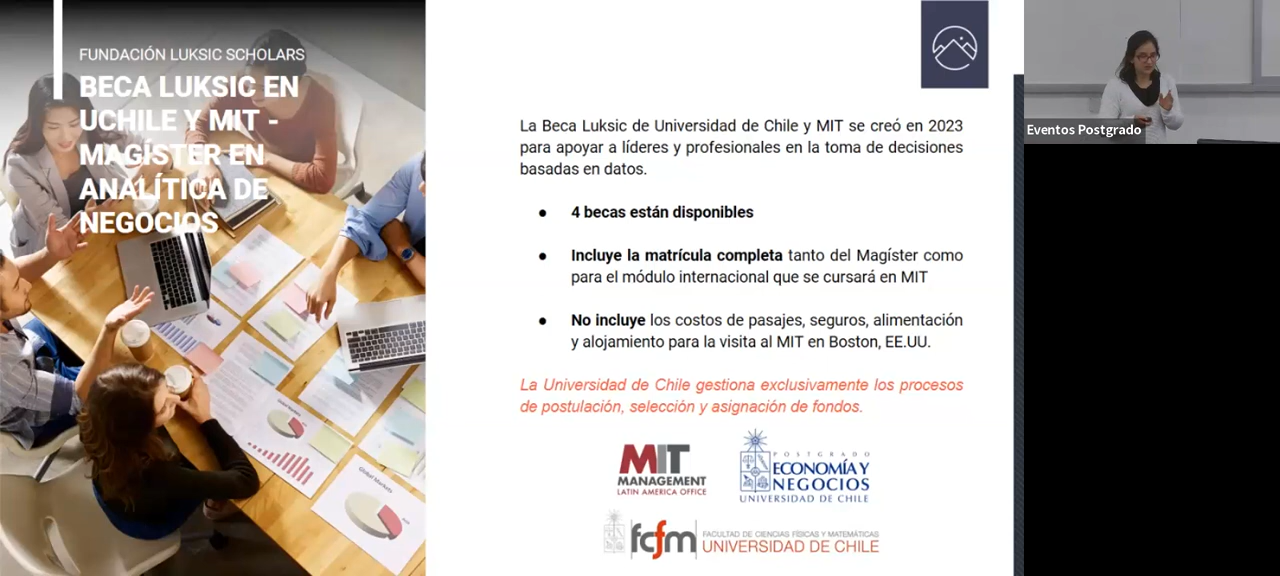 FUNDACIÓN LUKSIC SCHOLARS
BECA LUKSIC EN
UCHILE Y MIT -
MAGÍSTER EN
ANALÍTICA DE
NEGOCIOS
La Beca Luksic de Universidad de Chile y MIT se creó en 2023
para apoyar a líderes y profesionales en la toma de decisiones
basadas en datos.
● 4 becas están disponibles
● Incluye la matrícula completa tanto del Magíster como
para el módulo internacional que se cursará en MIT
● No incluye los costos de pasajes, seguros, alimentación
y alojamiento para la visita al MIT en Boston, EE.UU.
La Universidad de Chile gestiona exclusivamente los procesos
de postulación, selección y asignación de fondos.
MIT
MANAGEMENT
LATIN AMERICA OFFICE
POSTGRADO
ECONOMÍA Y
NEGOCIOS
UNIVERSIDAD DE CHILE
fcfm
FACULTAD DE CIENCIAS FÍSICAS Y MATEMÁTICAS
UNIVERSIDAD DE CHILE
Eventos Postgrado
Global Markets